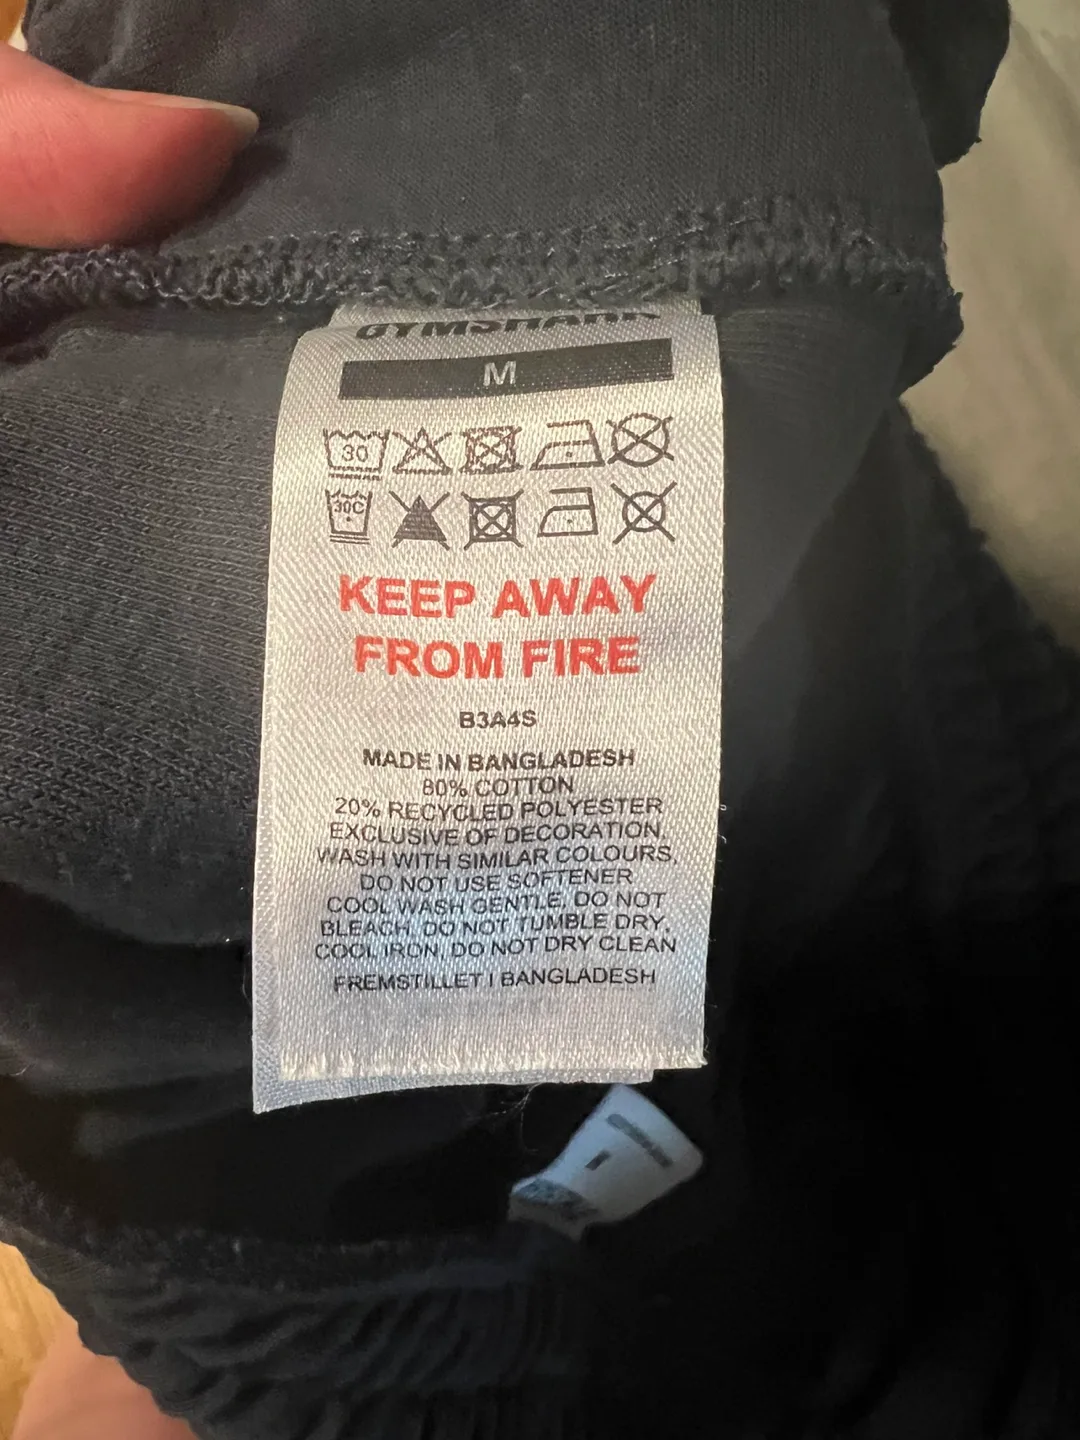 GYMSHARK
M
30
30C
KEEP AWAY
FROM FIRE
B3A4S
MADE IN BANGLADESH
80% COTTON
20% RECYCLED POLYESTER
EXCLUSIVE OF DECORATION,
WASH WITH SIMILAR COLOURS,
DO NOT USE SOFTENER
COOL WASH GENTLE, DO NOT
BLEACH, DO NOT TUMBLE DRY,
COOL IRON, DO NOT DRY CLEAN
FREMSTILLET I BANGLADESH